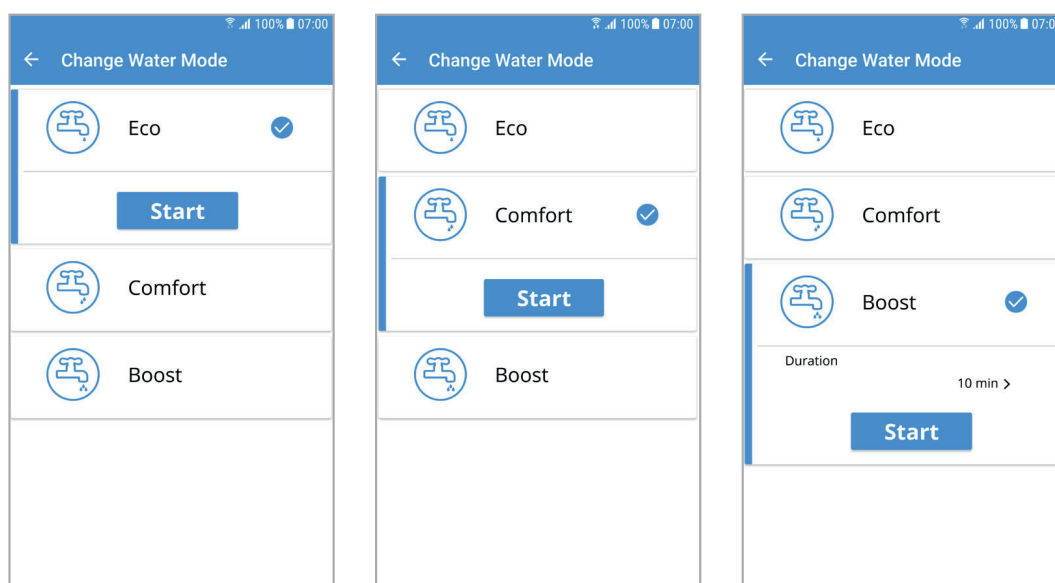 100% 07:00
Change Water Mode
Eco
Start
Comfort
Boost
100% 07:00
Change Water Mode
Eco
Comfort
Start
Boost
100% 07:0
Change Water Mode
Eco
Comfort
Boost
Duration
10 min >
Start